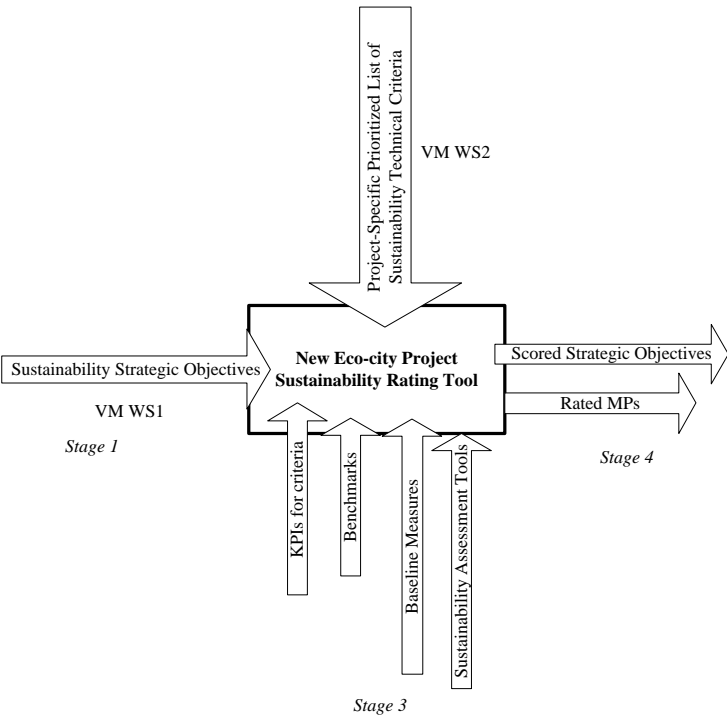 Project-Specific Prioritized List of
Sustainability Technical Criteria
VM WS2
New Eco-city Project
Sustainability Rating Tool
Sustainability Strategic Objectives
VM WS1
Stage 1
Scored Strategic Objectives
Rated MPs
Stage 4
KPIs for criteria
Benchmarks
Baseline Measures
Sustainability Assessment Tools
Stage 3